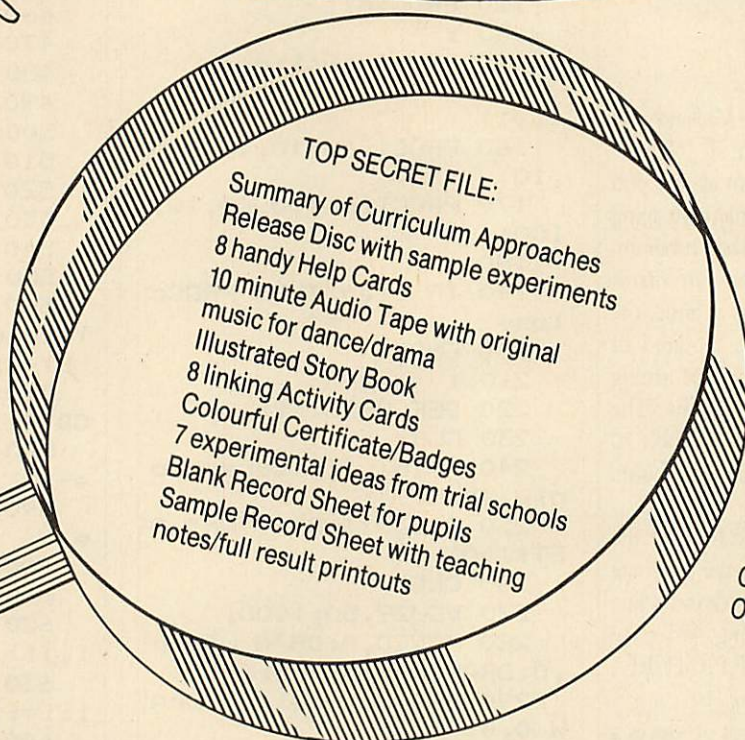 TOP SECRET FILE:
Summary of Curriculum Approaches
Release Disc with sample experiments
8 handy Help Cards
10 minute Audio Tape with original
music for dance/drama
Illustrated Story Book
8 linking Activity Cards
Colourful Certificate/Badges
7 experimental ideas from trial schools
Blank Record Sheet for pupils
Sample Record Sheet with teaching
notes/full result printouts